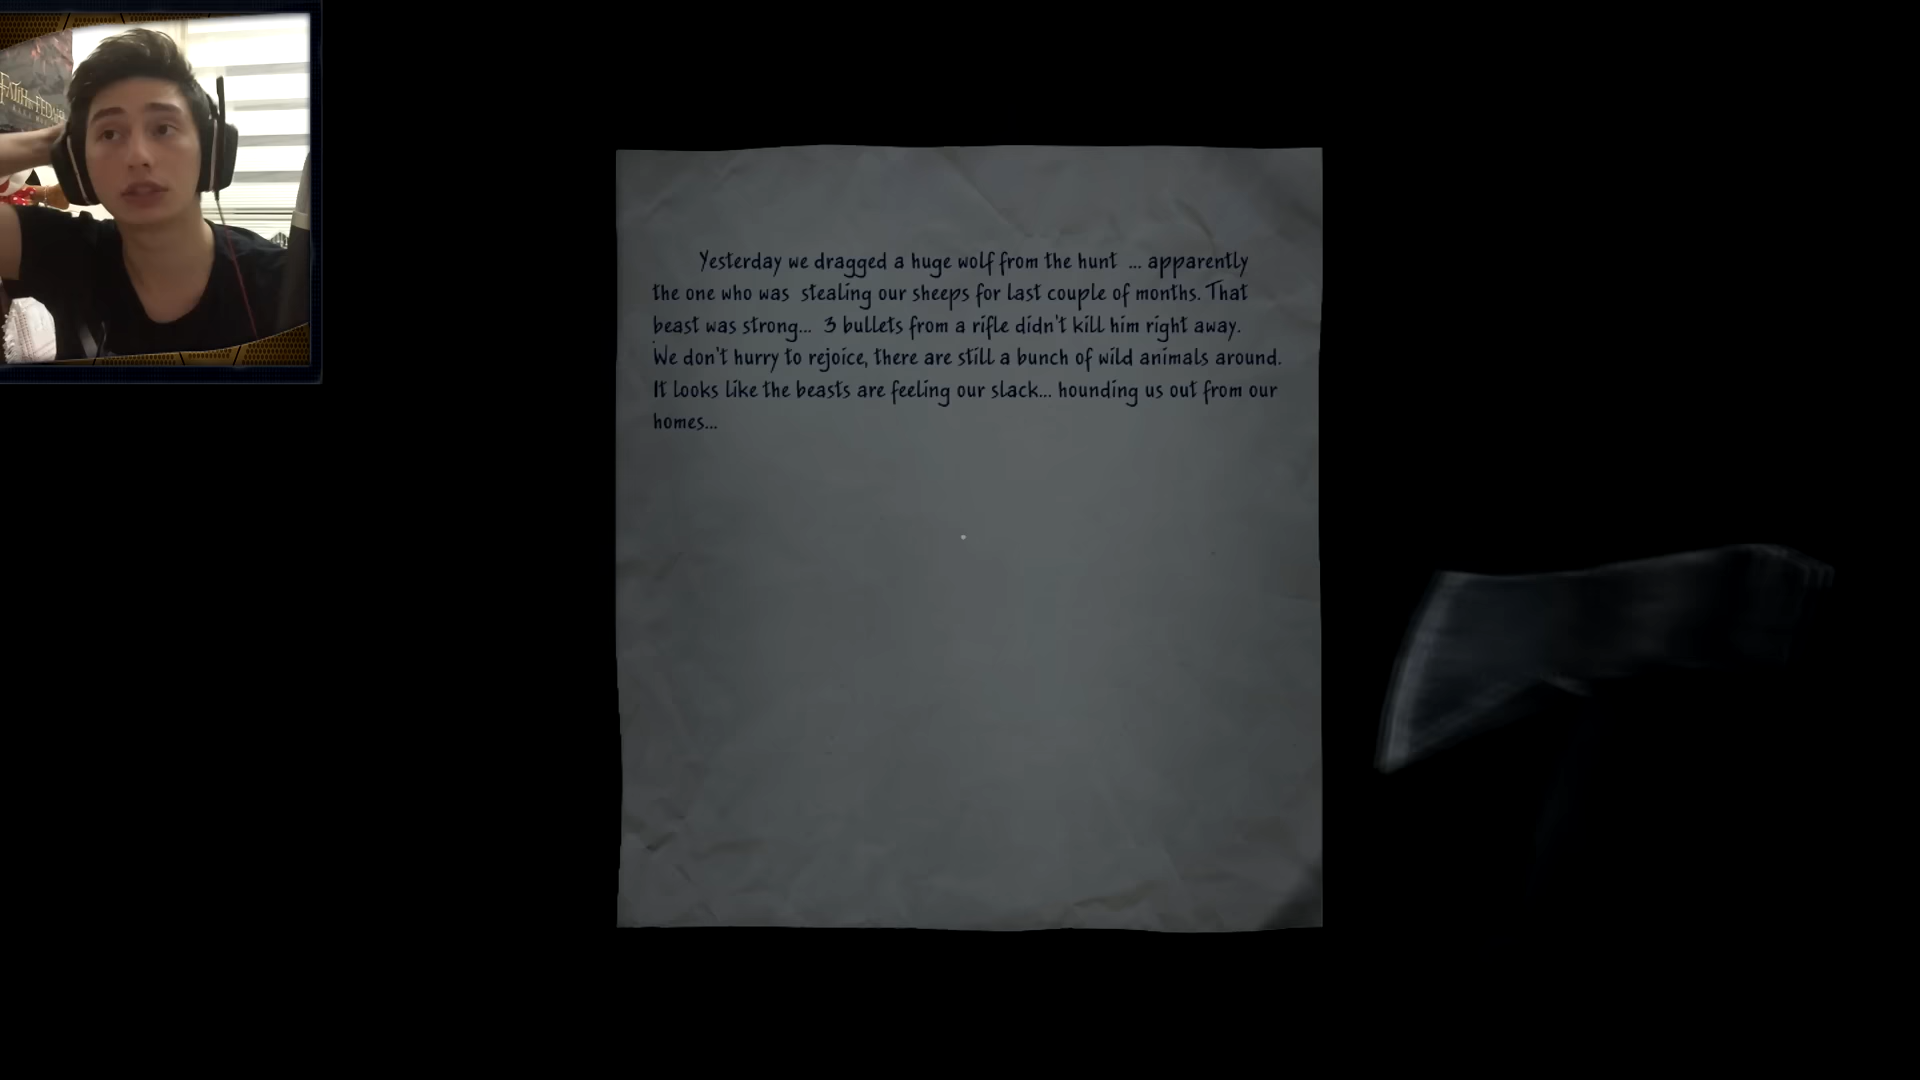 FATİH FEDAİSİ
Yesterday we dragged a huge wolf from the hunt ... apparently
the one who was stealing our sheeps for last couple of months. That
beast was strong... 3 bullets from a rifle didn't kill him right away.
We don't hurry to rejoice, there are still a bunch of wild animals around.
It looks like the beasts are feeling our slack... hounding us out from our
homes...